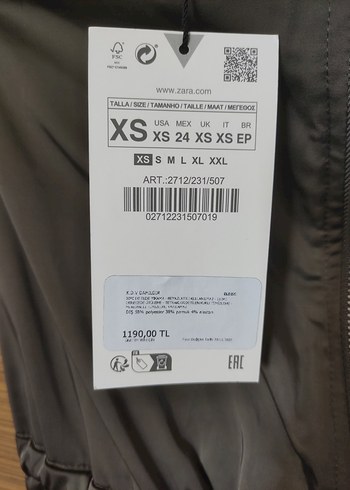 FSC
www.zara.com
TALLA / SIZE / TAMANHO / TAILLE / MAAT / ΜΕΓΕΘΟΣ
XS
USA MEX UK IT BR
XS 24 XS XS EP
XS S M L XL XXL
ART.:2712/231/507
02712231507019
1190,00 TL
EAC